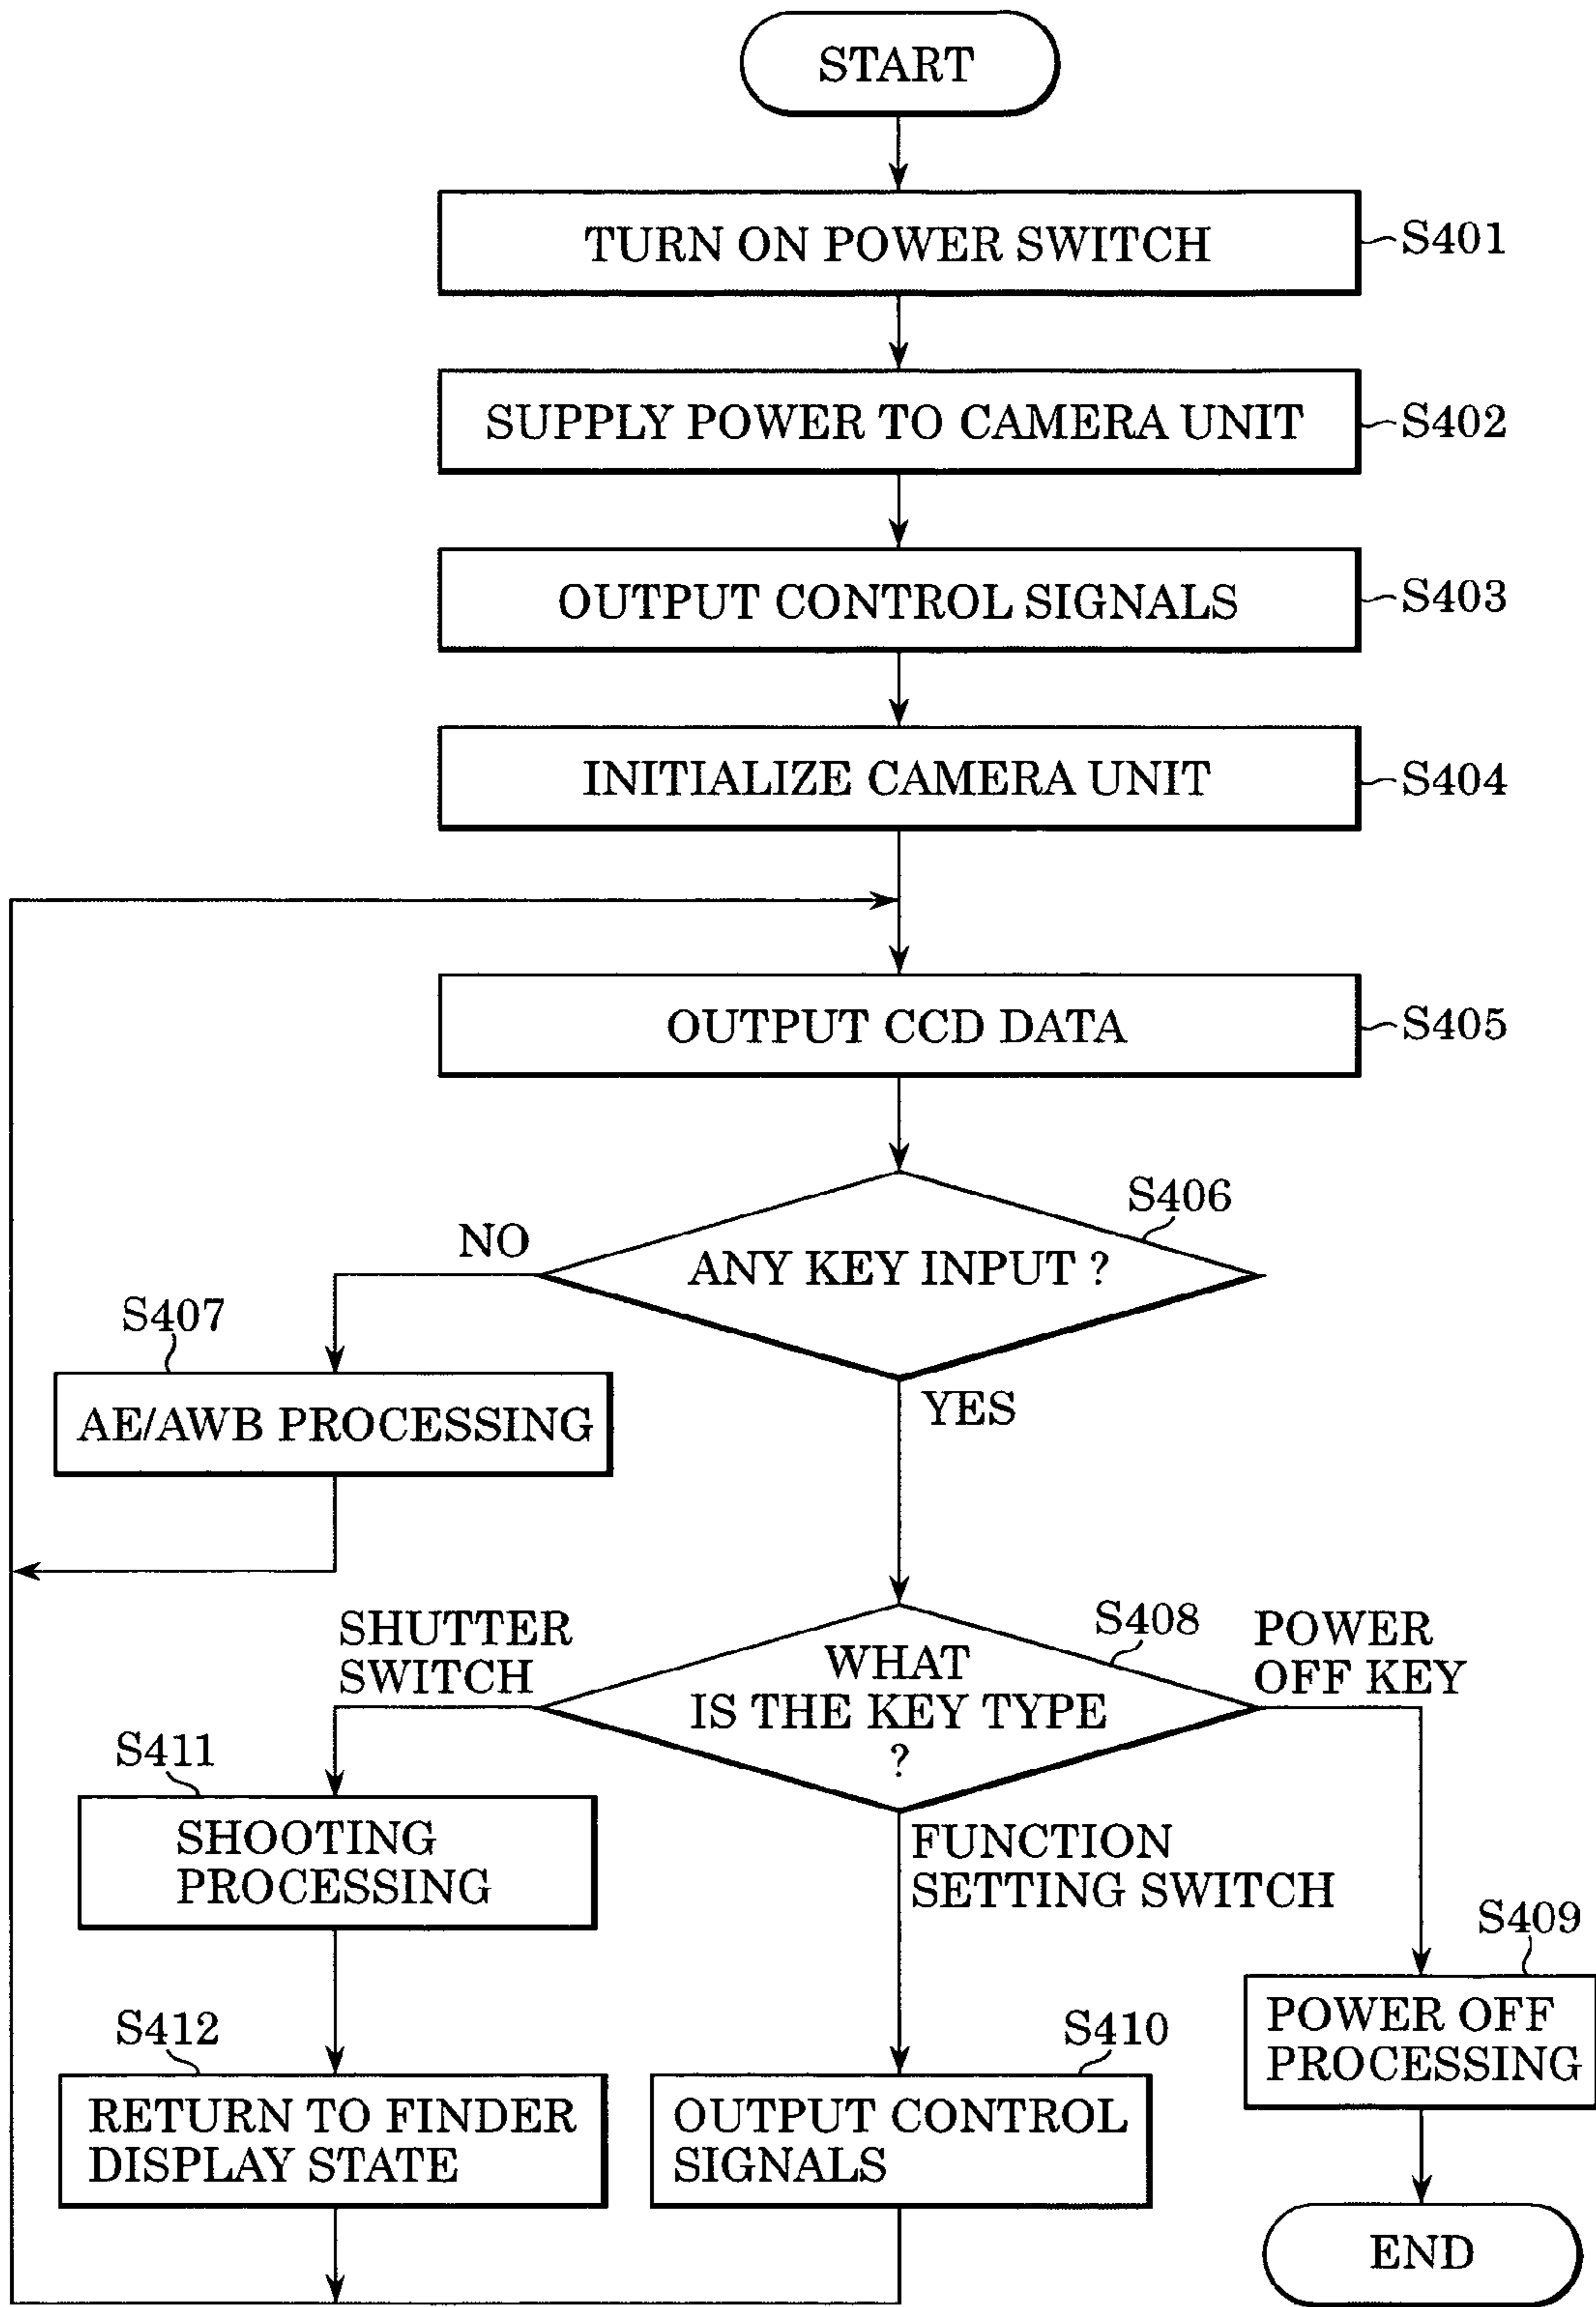 START
TURN ON POWER SWITCH
S401
SUPPLY POWER TO CAMERA UNIT
S402
OUTPUT CONTROL SIGNALS
S403
INITIALIZE CAMERA UNIT
S404
OUTPUT CCD DATA
S405
S406
NO
ANY KEY INPUT ?
S407
AE/AWB PROCESSING
YES
SHUTTER
SWITCH
S408
WHAT
IS THE KEY TYPE
?
POWER
OFF KEY
S411
SHOOTING
PROCESSING
FUNCTION
SETTING SWITCH
S409
POWER OFF
PROCESSING
S412
RETURN TO FINDER
DISPLAY STATE
S410
OUTPUT CONTROL
SIGNALS
END